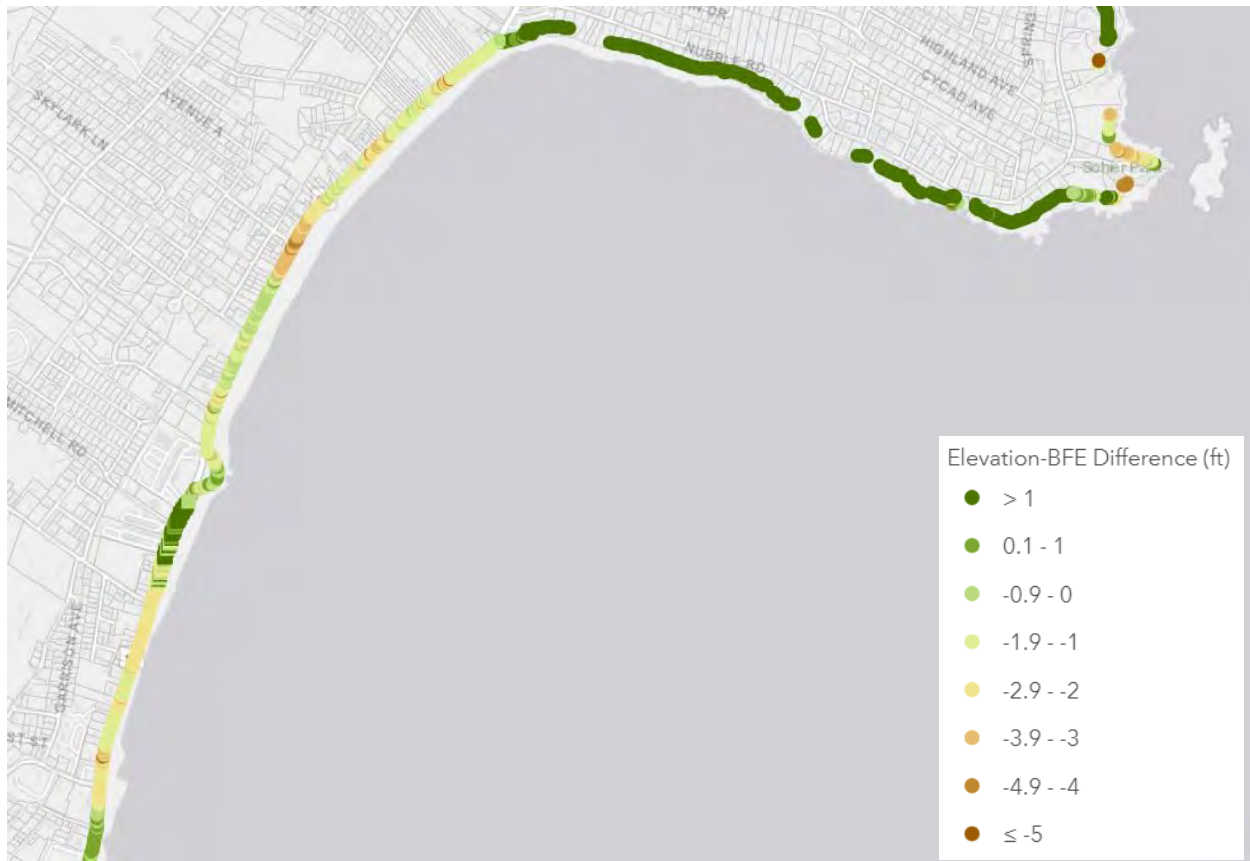 NUBBLE RD
HIGHLAND AVE
CYCAD AVE
SKYLARK LN
AVENUE A
MITCHELL RD
GARRISON AVE
Elevation-BFE Difference (ft)
> 1
0.1 - 1
-0.9 - 0
-1.9 - -1
-2.9 - -2
-3.9 - -3
-4.9 - -4
≤ -5